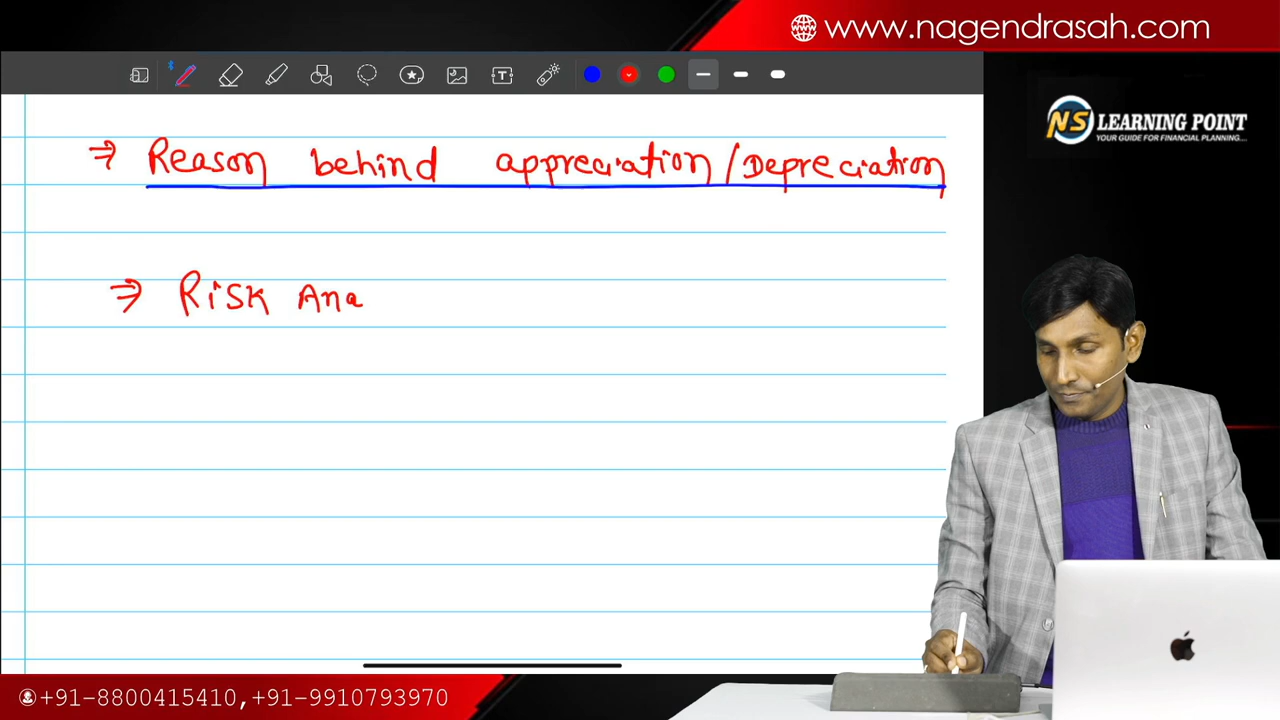 www.nagendrasah.com
NS LEARNING POINT
YOUR GUIDE FOR FINANCIAL PLANNING....
⇒ Reason behind appreciation/Depreciation
⇒ Risk Ana
+91-8800415410,+91-9910793970